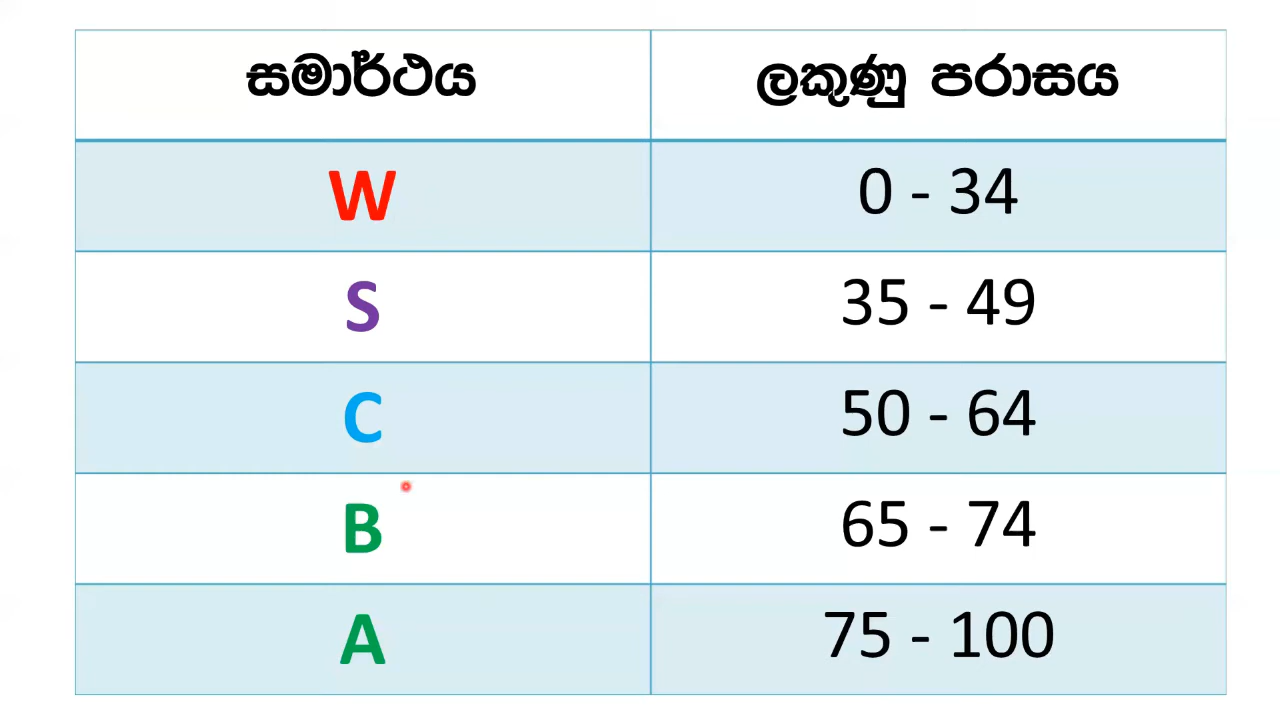 සමාර්ථය ලකුණු පරාසය
W 0 - 34
S 35 - 49
C 50 - 64
B 65 - 74
A 75 - 100